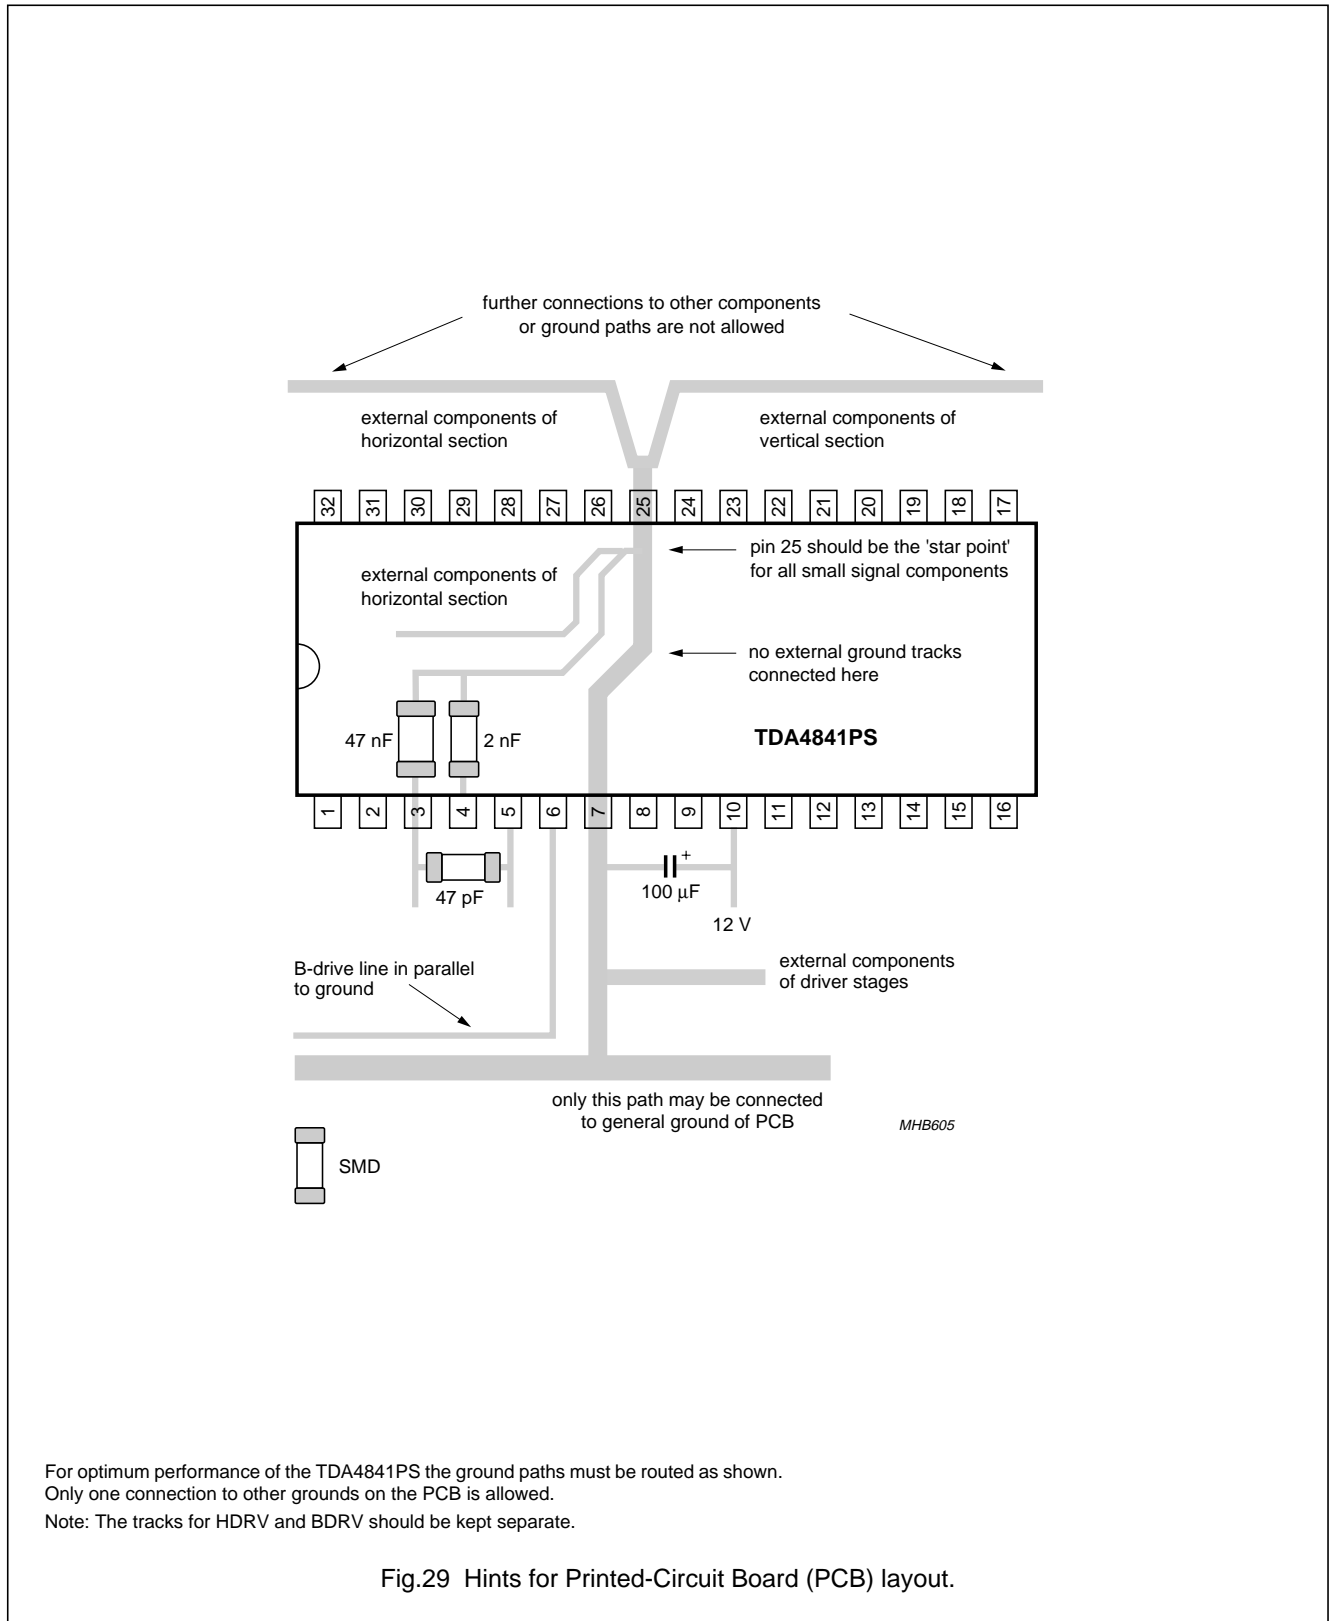 further connections to other components
or ground paths are not allowed
external components of
horizontal section
external components of
vertical section
32 31 30 29 28 27 26 25 24 23 22 21 20 19 18 17
pin 25 should be the 'star point'
for all small signal components
external components of
horizontal section
no external ground tracks
connected here
47 nF
2 nF
TDA4841PS
1 2 3 4 5 6 7 8 9 10 11 12 13 14 15 16
47 pF
+
100 μF
12 V
B-drive line in parallel
to ground
external components
of driver stages
only this path may be connected
to general ground of PCB
MHB605
SMD
For optimum performance of the TDA4841PS the ground paths must be routed as shown.
Only one connection to other grounds on the PCB is allowed.
Note: The tracks for HDRV and BDRV should be kept separate.
Fig.29 Hints for Printed-Circuit Board (PCB) layout.